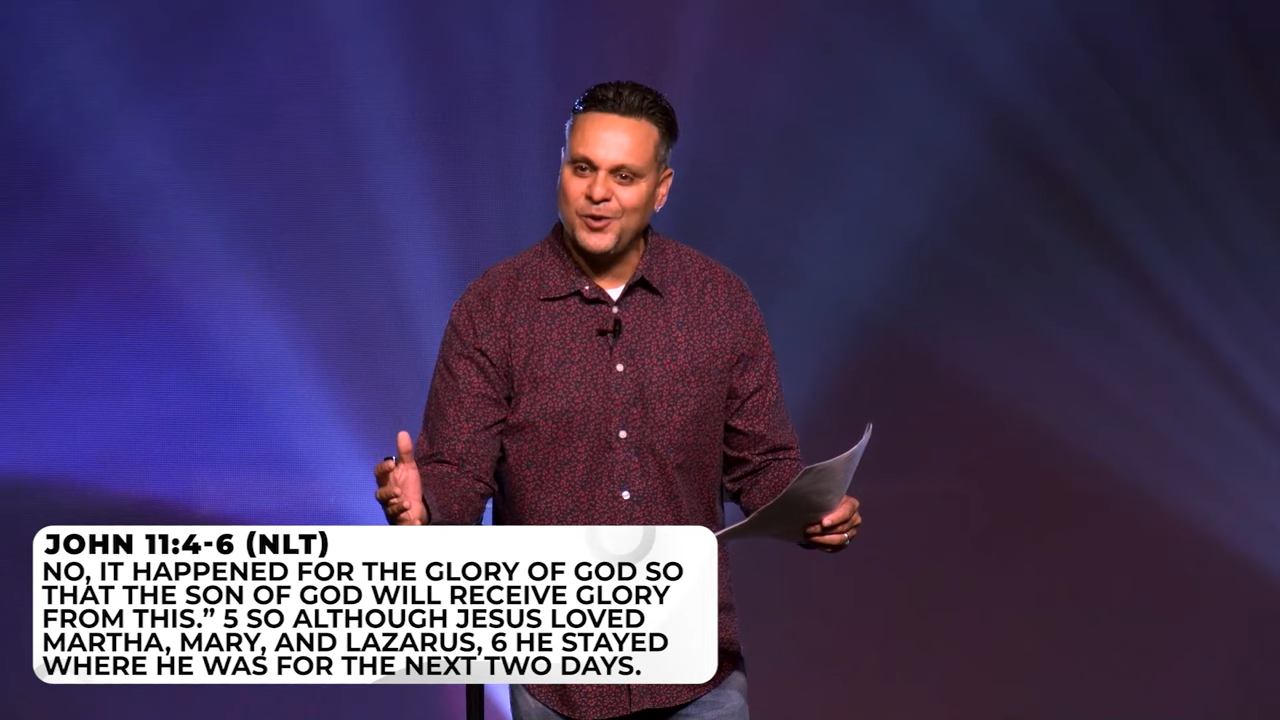 JOHN 11:4-6 (NLT)
NO, IT HAPPENED FOR THE GLORY OF GOD SO
THAT THE SON OF GOD WILL RECEIVE GLORY
FROM THIS.” 5 SO ALTHOUGH JESUS LOVED
MARTHA, MARY, AND LAZARUS, 6 HE STAYED
WHERE HE WAS FOR THE NEXT TWO DAYS.